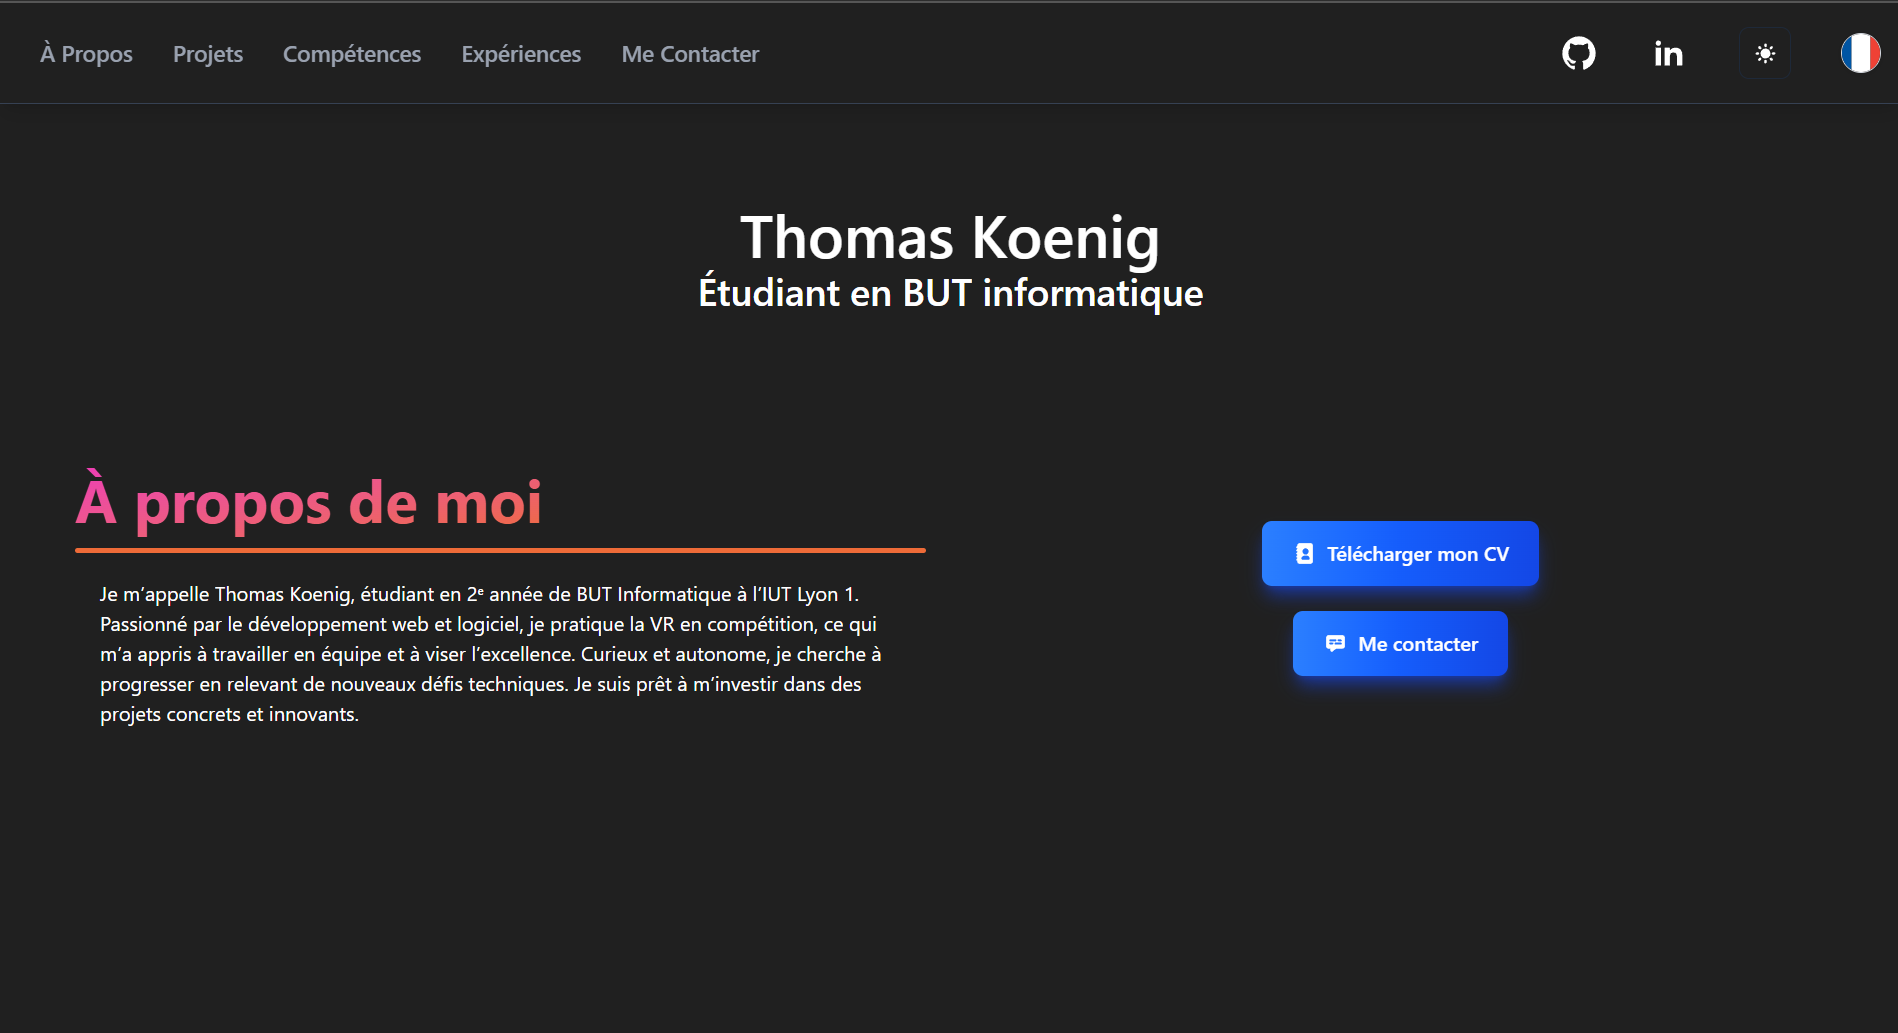 À Propos Projets Compétences Expériences Me Contacter
Thomas Koenig
Étudiant en BUT informatique
À propos de moi
Je m’appelle Thomas Koenig, étudiant en 2ᵉ année de BUT Informatique à l’IUT Lyon 1.
Passionné par le développement web et logiciel, je pratique la VR en compétition, ce qui
m’a appris à travailler en équipe et à viser l’excellence. Curieux et autonome, je cherche à
progresser en relevant de nouveaux défis techniques. Je suis prêt à m’investir dans des
projets concrets et innovants.
Télécharger mon CV
Me contacter